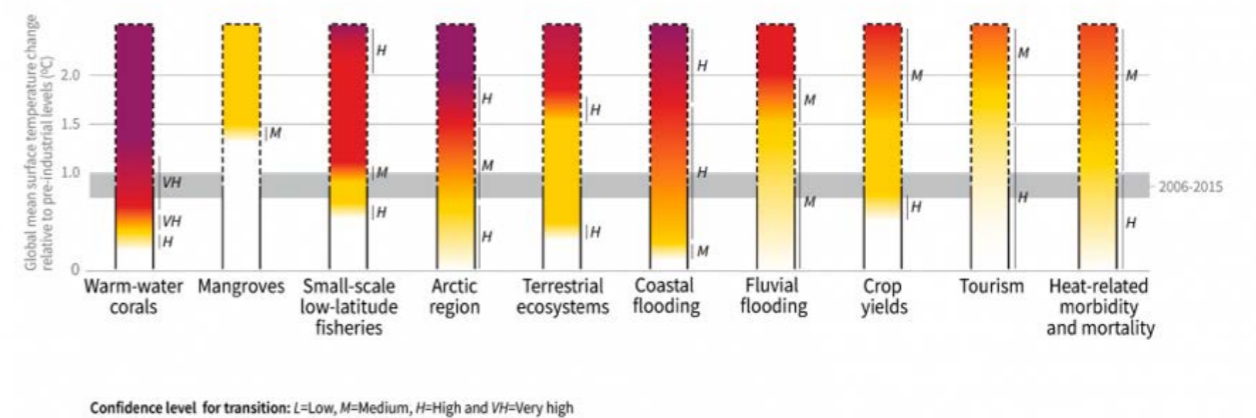 Global mean surface temperature change
relative to pre-industrial levels (ºC)
2.0
1.5
1.0
0
VH
VH
H
M
H
M
H
H
M
H
H
H
H
H
M
M
M
M
H
M
H
M
H
2006-2015
Warm-water
corals
Mangroves
Small-scale
low-latitude
fisheries
Arctic
region
Terrestrial
ecosystems
Coastal
flooding
Fluvial
flooding
Crop
yields
Tourism
Heat-related
morbidity
and mortality
Confidence level for transition: L=Low, M=Medium, H=High and VH=Very high